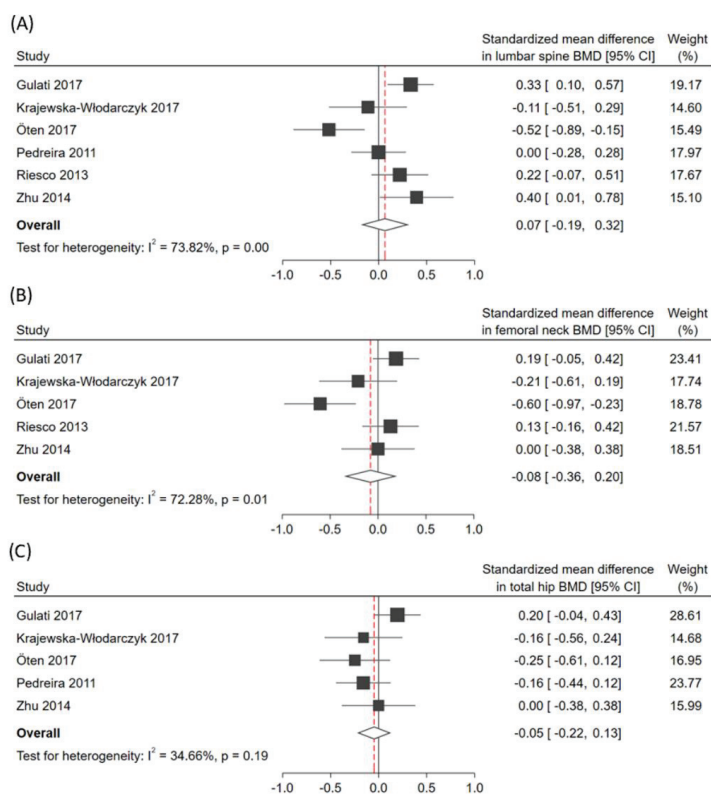 (A)
Standardized mean difference Weight
Study in lumbar spine BMD [95% CI] (%)
Gulati 2017 0.33 [ 0.10, 0.57] 19.17
Krajewska-Włodarczyk 2017 -0.11 [-0.51, 0.29] 14.60
Öten 2017 -0.52 [-0.89, -0.15] 15.49
Pedreira 2011 0.00 [-0.28, 0.28] 17.97
Riesco 2013 0.22 [-0.07, 0.51] 17.67
Zhu 2014 0.40 [ 0.01, 0.78] 15.10
Overall 0.07 [-0.19, 0.32]
Test for heterogeneity: I² = 73.82%, p = 0.00
-1.0 -0.5 0.0 0.5 1.0
(B)
Standardized mean difference Weight
Study in femoral neck BMD [95% CI] (%)
Gulati 2017 0.19 [-0.05, 0.42] 23.41
Krajewska-Włodarczyk 2017 -0.21 [-0.61, 0.19] 17.74
Öten 2017 -0.60 [-0.97, -0.23] 18.78
Riesco 2013 0.13 [-0.16, 0.42] 21.57
Zhu 2014 0.00 [-0.38, 0.38] 18.51
Overall -0.08 [-0.36, 0.20]
Test for heterogeneity: I² = 72.28%, p = 0.01
-1.0 -0.5 0.0 0.5 1.0
(C)
Standardized mean difference Weight
Study in total hip BMD [95% CI] (%)
Gulati 2017 0.20 [-0.04, 0.43] 28.61
Krajewska-Włodarczyk 2017 -0.16 [-0.56, 0.24] 14.68
Öten 2017 -0.25 [-0.61, 0.12] 16.95
Pedreira 2011 -0.16 [-0.44, 0.12] 23.77
Zhu 2014 0.00 [-0.38, 0.38] 15.99
Overall -0.05 [-0.22, 0.13]
Test for heterogeneity: I² = 34.66%, p = 0.19
-1.0 -0.5 0.0 0.5 1.0